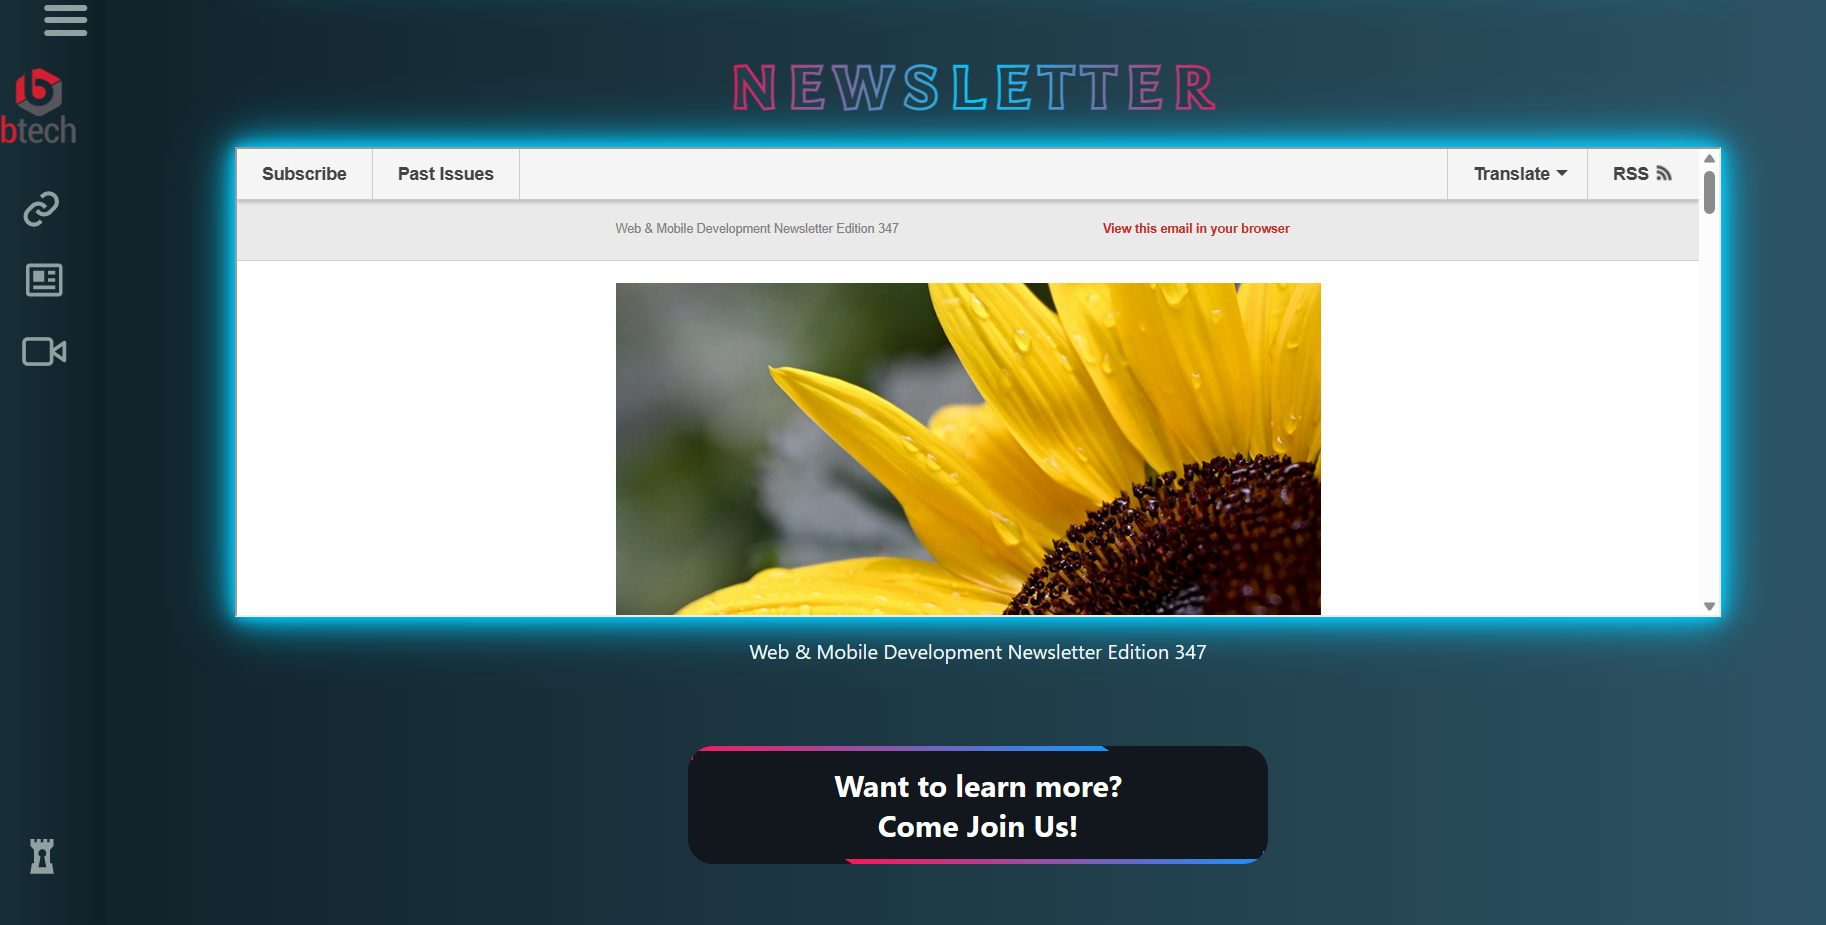 btech
NEWSLETTER
Subscribe
Past Issues
Translate
RSS
Web & Mobile Development Newsletter Edition 347
View this email in your browser
Web & Mobile Development Newsletter Edition 347
Want to learn more?
Come Join Us!